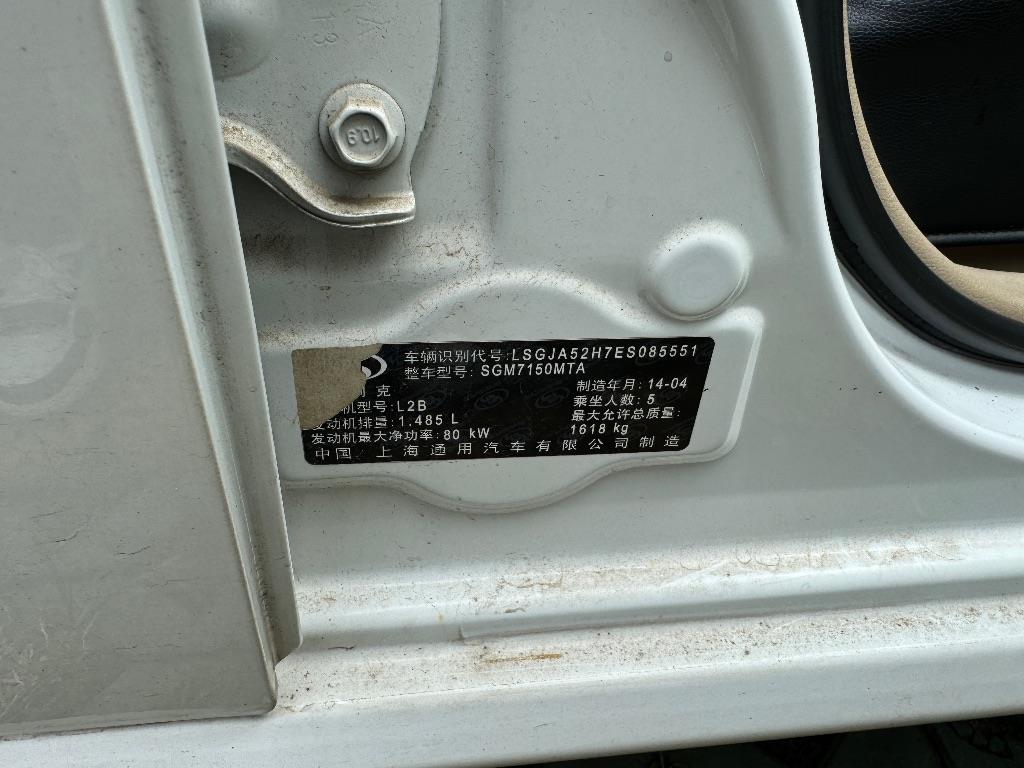 13
10.9
车辆识别代号:LSGJA52H7ES085551
整车型号: SGM7150MTA
克 制造年月: 14-04
机型号: L2B 乘坐人数: 5
发动机排量: 1.485 L 最大允许总质量:
发动机最大净功率: 80 kW 1618 kg
中国 上海通用汽车有限公司制造